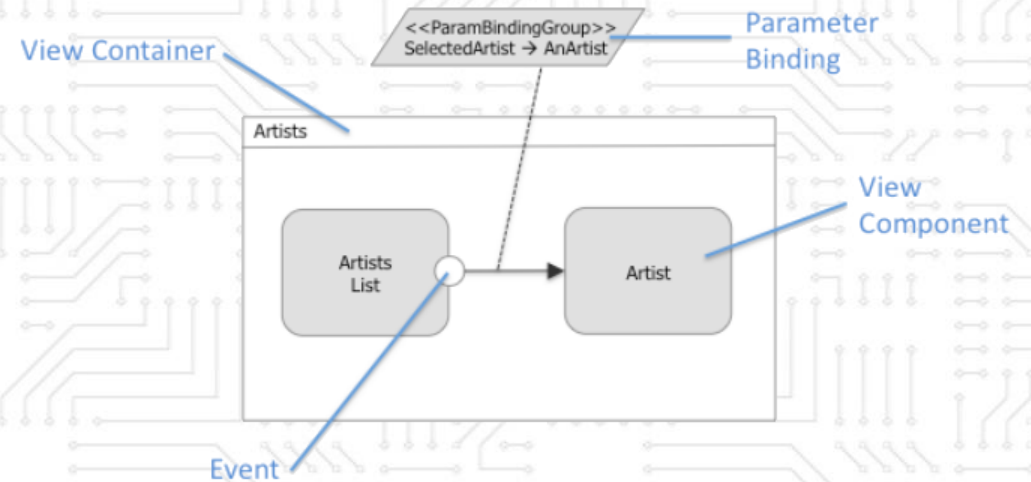 <<ParamBindingGroup>>
SelectedArtist → AnArtist
Parameter
Binding
View Container
Artists
View
Component
Artists
List
Artist
Event